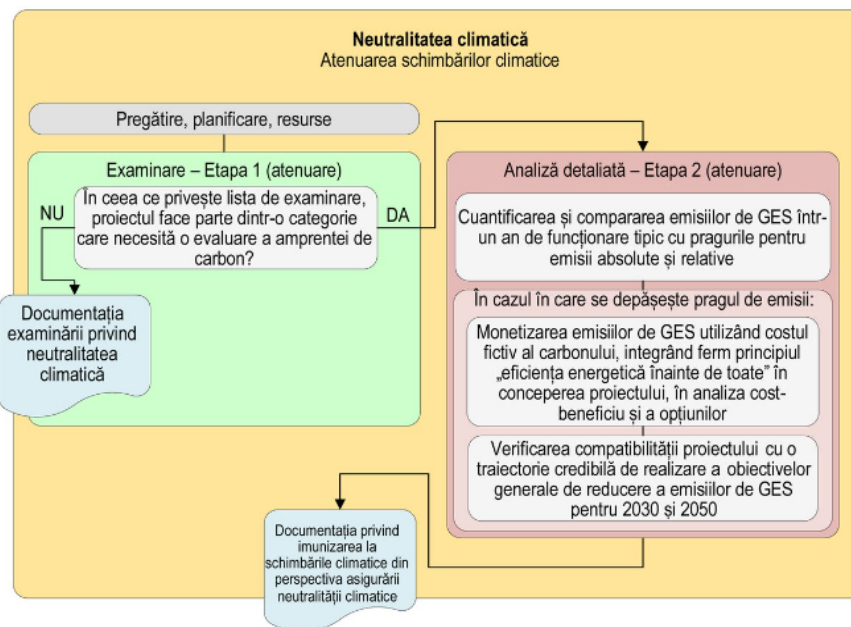 Neutralitatea climatică
Atenuarea schimbărilor climatice
Pregătire, planificare, resurse
Examinare – Etapa 1 (atenuare)
În ceea ce privește lista de examinare,
proiectul face parte dintr-o categorie
care necesită o evaluare a amprentei de
carbon?
NU
DA
Documentația
examinării privind
neutralitatea
climatică
Analiză detaliată – Etapa 2 (atenuare)
Cuantificarea și compararea emisiilor de GES într-
un an de funcționare tipic cu pragurile pentru
emisii absolute și relative
În cazul în care se depășește pragul de emisii:
Monetizarea emisiilor de GES utilizând costul
fictiv al carbonului, integrând ferm principiul
„eficiența energetică înainte de toate” în
conceperea proiectului, în analiza cost-
beneficiu și a opțiunilor
Verificarea compatibilității proiectului cu o
traiectorie credibilă de realizare a obiectivelor
generale de reducere a emisiilor de GES
pentru 2030 și 2050
Documentația privind
imunizarea la
schimbările climatice din
perspectiva asigurării
neutralității climatice